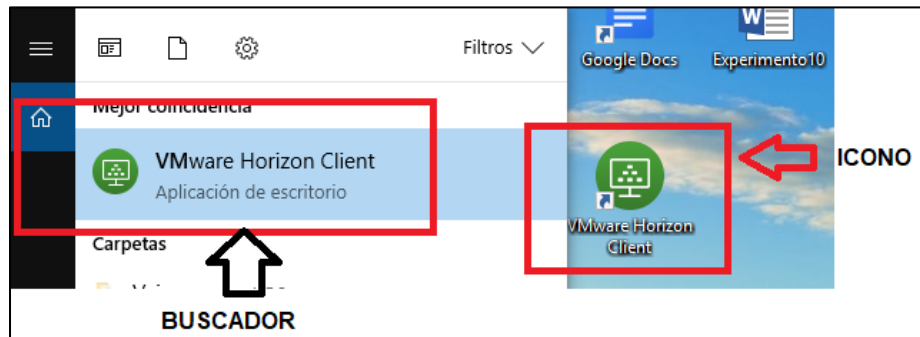 Filtros
Mejor coincidencia
VMware Horizon Client
Aplicación de escritorio
Carpetas
BUSCADOR
Google Docs
Experimento10
VMware Horizon
Client
ICONO